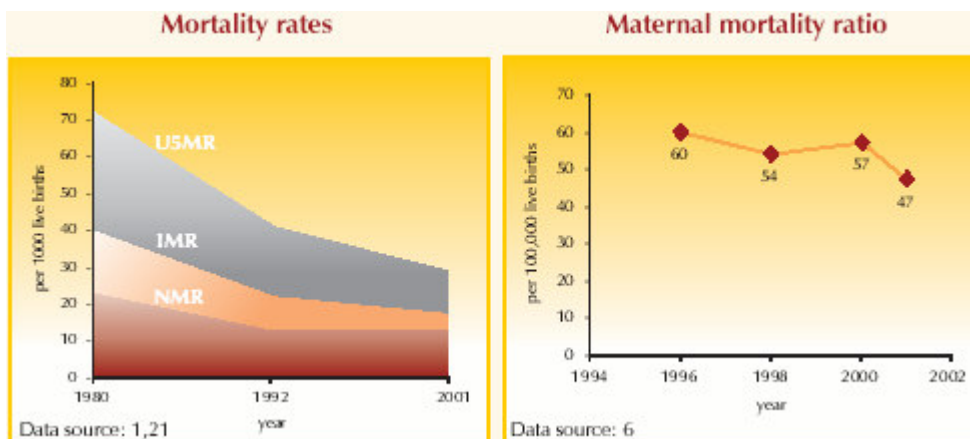 Mortality rates
80
70
60
50
40
30
20
10
0
per 1000 live births
U5MR
IMR
NMR
1980
1992
2001
year
Data source: 1,21
Maternal mortality ratio
70
60
50
40
30
20
10
0
per 100,000 live births
60
54
57
47
1994
1996
1998
2000
2002
year
Data source: 6